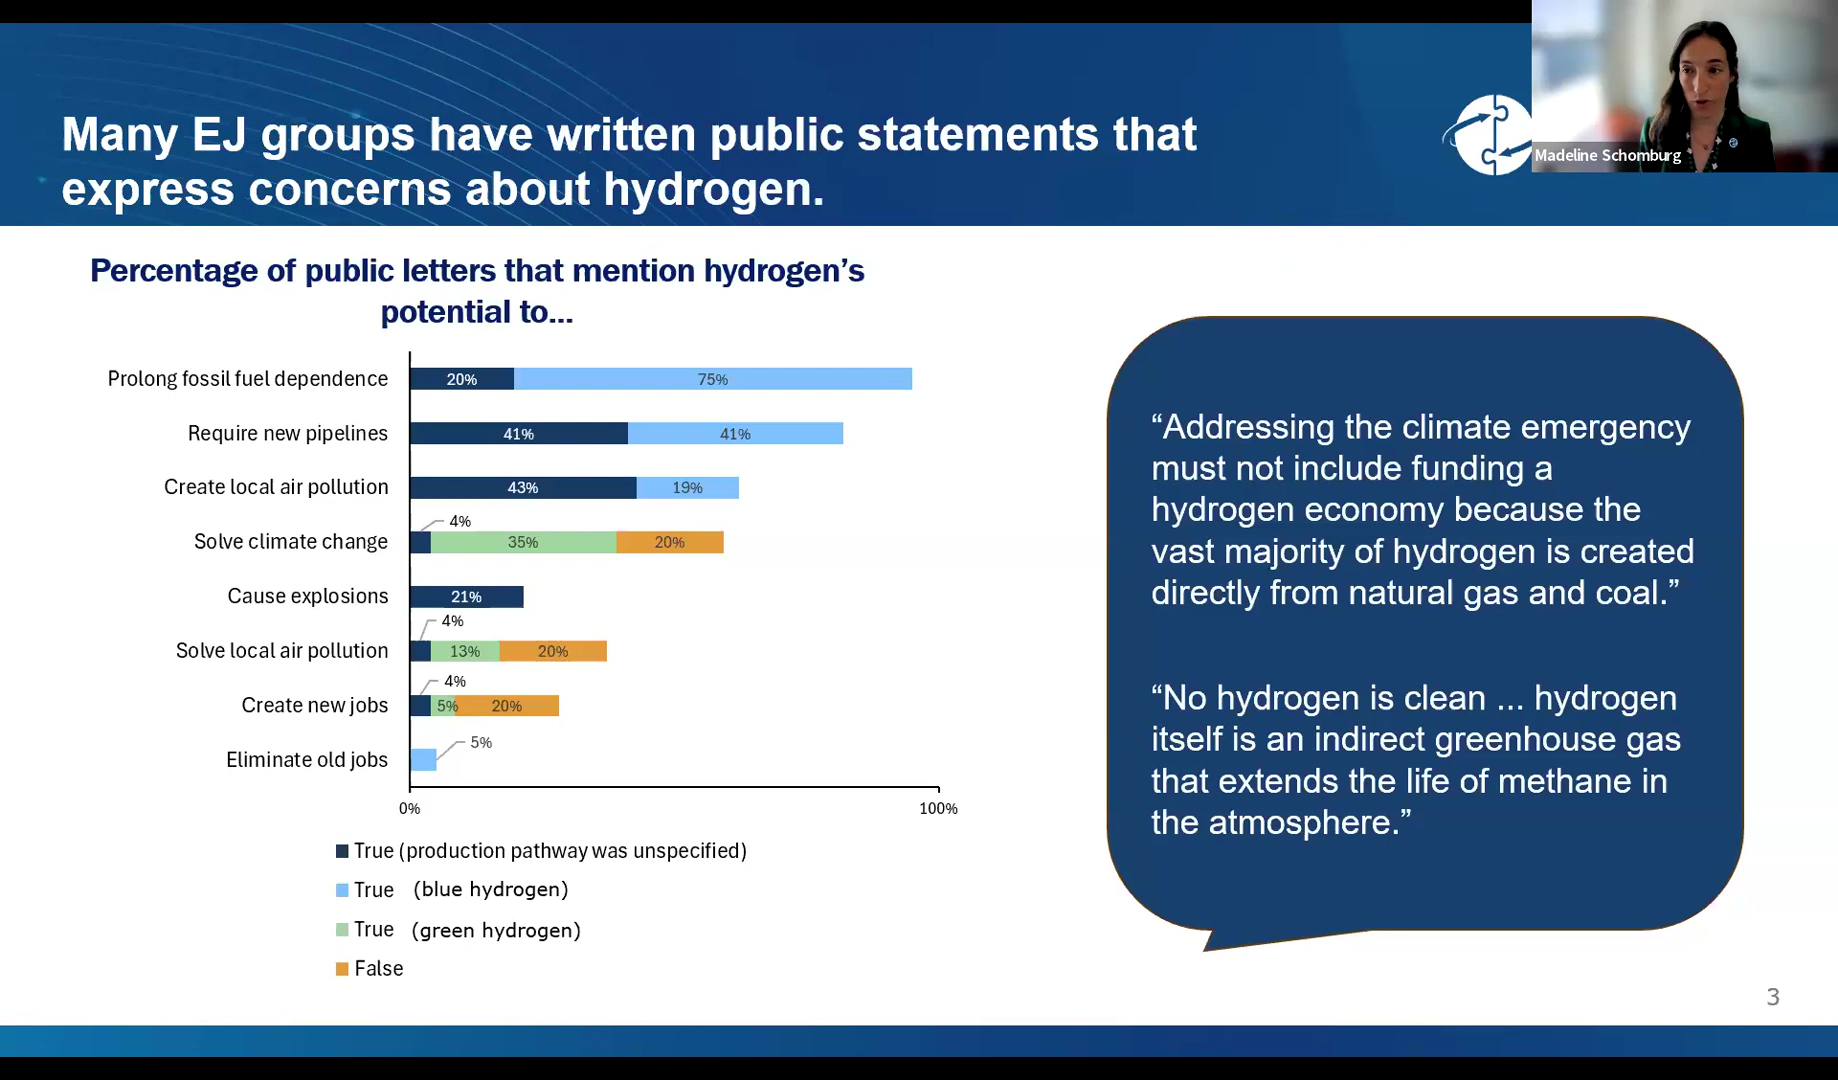 Many EJ groups have written public statements that
express concerns about hydrogen.
Madeline Schomburg
Percentage of public letters that mention hydrogen’s
potential to...
Prolong fossil fuel dependence 20% 75%
Require new pipelines 41% 41%
Create local air pollution 43% 19%
4%
Solve climate change 35% 20%
Cause explosions 21%
4%
Solve local air pollution 13% 20%
4%
Create new jobs 5% 20%
5%
Eliminate old jobs
0% 100%
True (production pathway was unspecified)
True (blue hydrogen)
True (green hydrogen)
False
“Addressing the climate emergency
must not include funding a
hydrogen economy because the
vast majority of hydrogen is created
directly from natural gas and coal.”
“No hydrogen is clean ... hydrogen
itself is an indirect greenhouse gas
that extends the life of methane in
the atmosphere.”
3